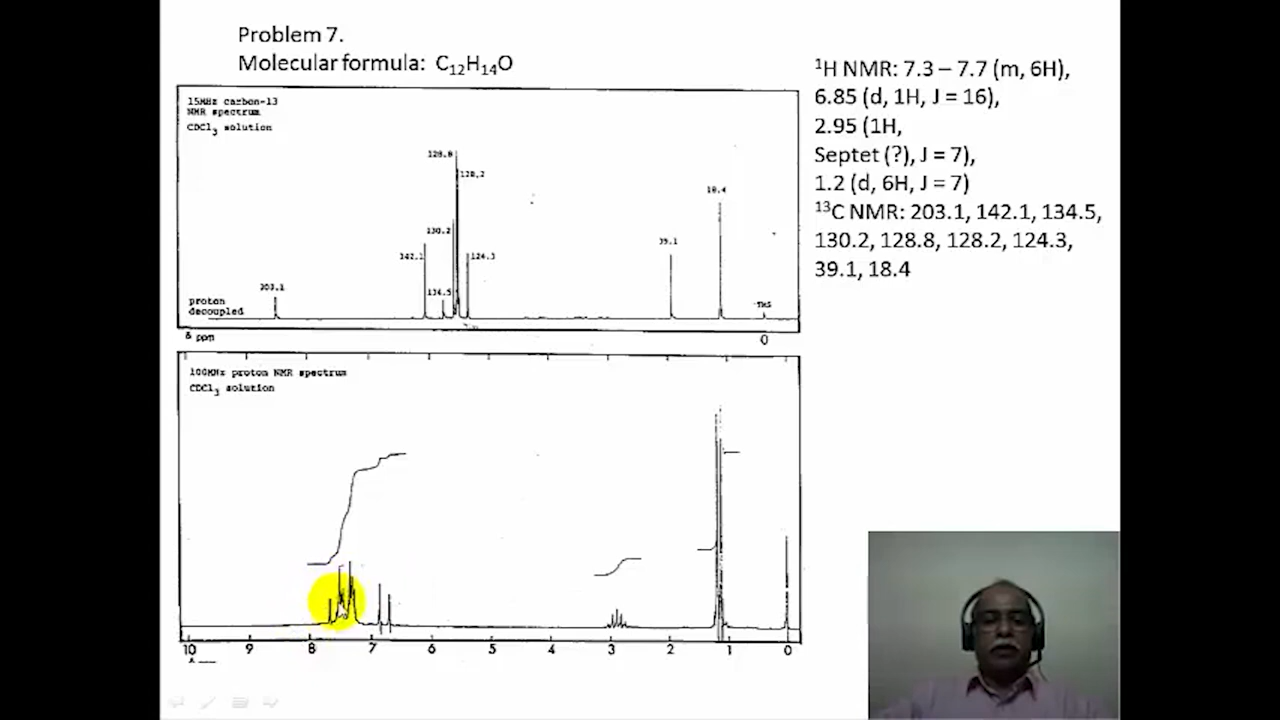 Problem 7.
Molecular formula: C₁₂H₁₄O
15MHz carbon-13
NMR spectrum
CDCl₃ solution
128.8
128.2
18.4
130.2
39.1
142.1
124.3
203.1
134.5
proton
decoupled
TMS
δ ppm
0
100MHz proton NMR spectrum
CDCl₃ solution
10 9 8 7 6 5 4 3 2 1 0
¹H NMR: 7.3 – 7.7 (m, 6H),
6.85 (d, 1H, J = 16),
2.95 (1H,
Septet (?), J = 7),
1.2 (d, 6H, J = 7)
¹³C NMR: 203.1, 142.1, 134.5,
130.2, 128.8, 128.2, 124.3,
39.1, 18.4